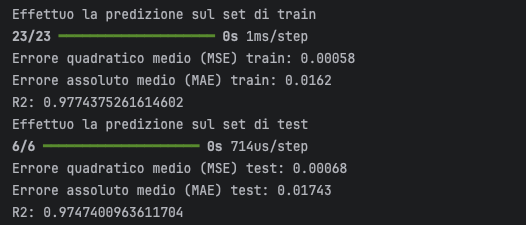 Effettuo la predizione sul set di train
23/23 ━━━━━━━━━━━━━━━━━━━━ 0s 1ms/step
Errore quadratico medio (MSE) train: 0.00058
Errore assoluto medio (MAE) train: 0.0162
R2: 0.9774375261614602
Effettuo la predizione sul set di test
6/6 ━━━━━━━━━━━━━━━━━━━━ 0s 714us/step
Errore quadratico medio (MSE) test: 0.00068
Errore assoluto medio (MAE) test: 0.01743
R2: 0.9747400963611704